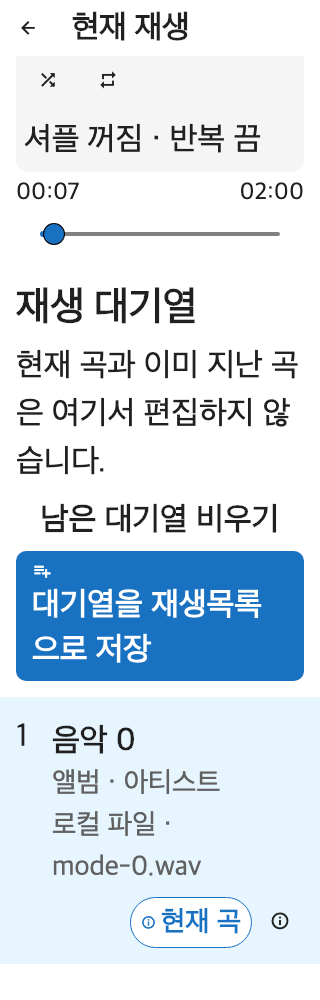 현재 재생
셔플 꺼짐 · 반복 끔
00:07 02:00
재생 대기열
현재 곡과 이미 지난 곡
은 여기서 편집하지 않
습니다.
남은 대기열 비우기
대기열을 재생목록
으로 저장
1 음악 0
앨범 · 아티스트
로컬 파일 ·
mode-0.wav
현재 곡